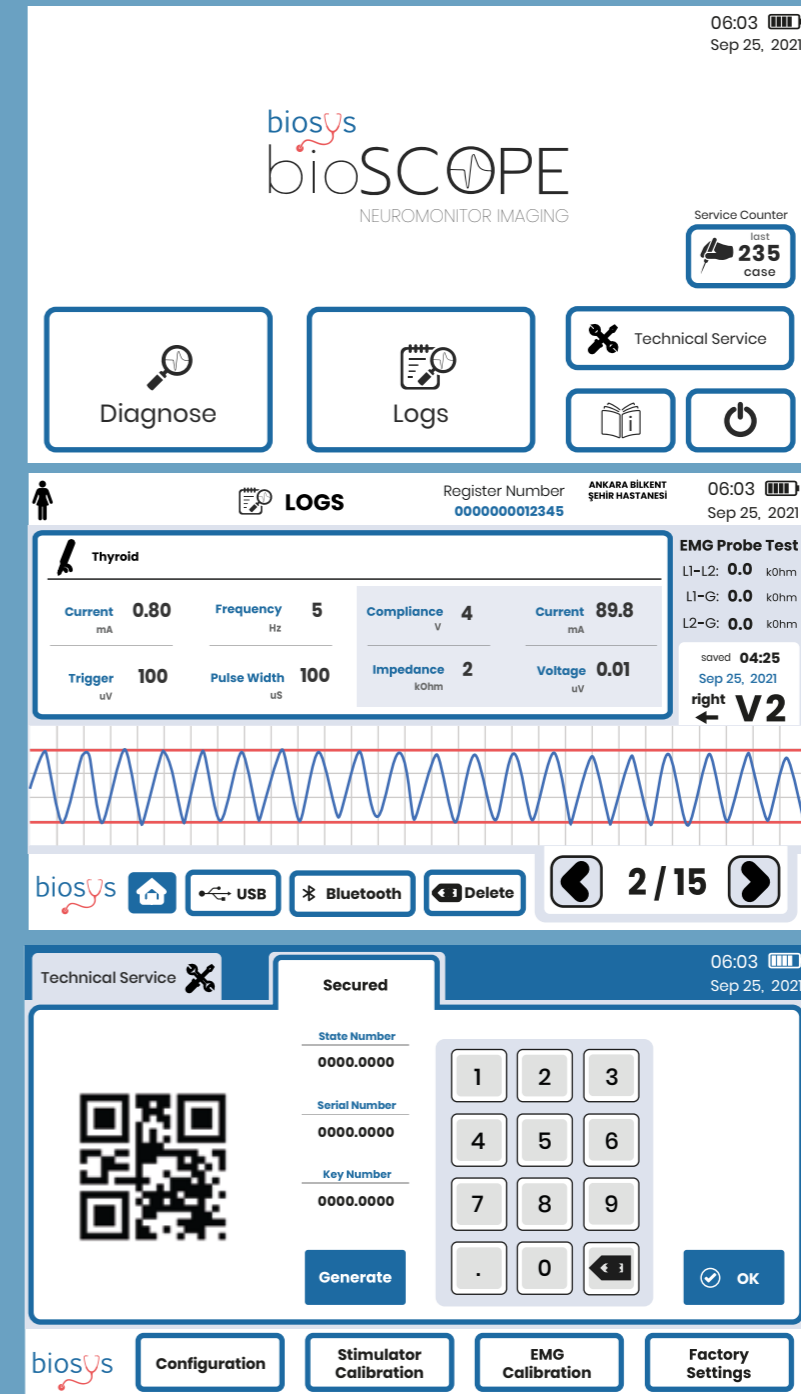 06:03
Sep 25, 2021
biosys
bioSCOPE
NEUROMONITOR IMAGING
Service Counter
last
235
case
Diagnose
Logs
Technical Service
i
LOGS
Register Number
0000000012345
ANKARA BİLKENT
ŞEHİR HASTANESİ
06:03
Sep 25, 2021
Thyroid
Current 0.80
mA
Frequency 5
Hz
Compliance 4
V
Current 89.8
mA
Trigger 100
uV
Pulse Width 100
uS
Impedance 2
kOhm
Voltage 0.01
uV
EMG Probe Test
L1-L2: 0.0 kOhm
L1-G: 0.0 kOhm
L2-G: 0.0 kOhm
saved 04:25
Sep 25, 2021
right V2
biosys
USB
Bluetooth
Delete
2/15
Technical Service
Secured
06:03
Sep 25, 2021
State Number
0000.0000
Serial Number
0000.0000
Key Number
0000.0000
Generate
1 2 3
4 5 6
7 8 9
. 0
OK
biosys
Configuration
Stimulator
Calibration
EMG
Calibration
Factory
Settings